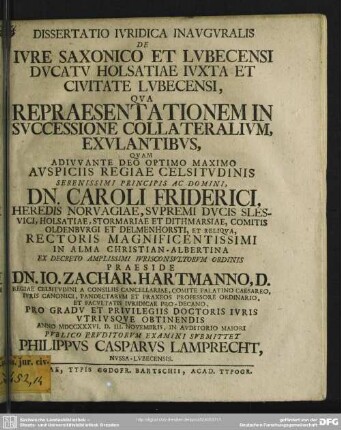 DISSERTATIO IVRIDICA INAVGVRALIS
DE
IVRE SAXONICO ET LVBECENSI
DVCATV HOLSATIAE IVXTA ET
CIVITATE LVBECENSI,
QVA
REPRAESENTATIONEM IN
SVCCESSIONE COLLATERALIVM,
EXVLANTIBVS,
QVAM
ADIVVANTE DEO OPTIMO MAXIMO
AVSPICIIS REGIAE CELSITVDINIS
SERENISSIMI PRINCIPIS AC DOMINI,
DN. CAROLI FRIDERICI.
HEREDIS NORVAGIAE, SVPREMI DVCIS SLES-
VICI, HOLSATIAE, STORMARIAE ET DITHMARSIAE, COMITIS
OLDENBVRGI ET DELMENHORSTI, ET RELIQVA,
RECTORIS MAGNIFICENTISSIMI
IN ALMA CHRISTIAN-ALBERTINA
EX DECRETO AMPLISSIMI IVRISCONSVLTORVM ORDINIS
PRAESIDE
DN. IO. ZACHAR. HARTMANNO, D.
REGIAE CELSITVDINI A CONSILIIS CANCELLARIAE, COMITE PALATINO CAESAREO,
IVRIS CANONICI, PANDECTARVM ET PRAXEOS PROFESSORE ORDINARIO,
ET FACVLTATIS IVRIDICAE PRO-DECANO,
PRO GRADV ET PRIVILEGIIS DOCTORIS IVRIS
VTRIVSQVE OBTINENDIS
ANNO MDCCXXXVI, D. III. NOVEMBRIS, IN AVDITORIO MAIORI
PVBLICO ERVDITORVM EXAMINI SVBMITTET
PHILIPPVS CASPARVS LAMPRECHT,
LVBECENSIS.
TYPIS GODOFR. BARTSCHII, ACAD. TYPOGR.
jur. civ.